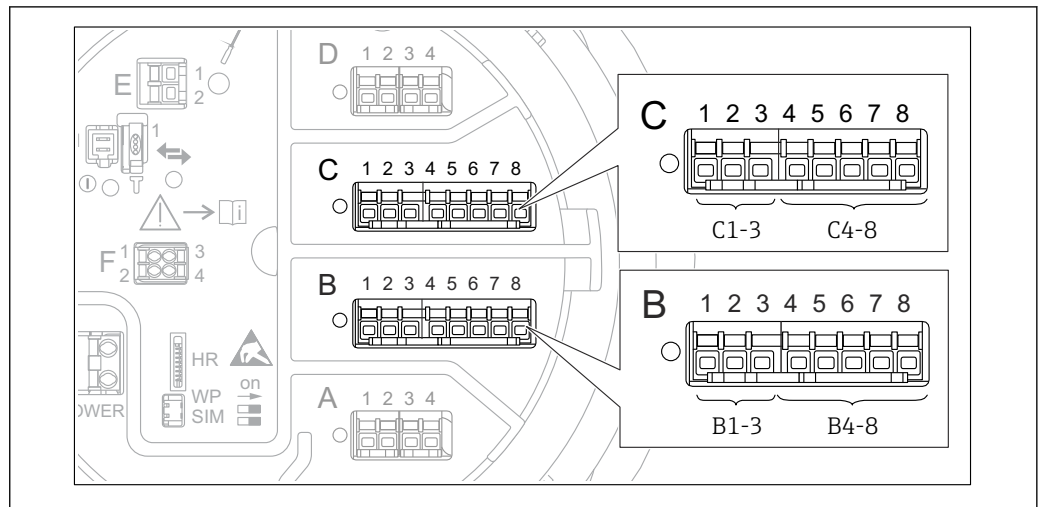 D 1 2 3 4
E 1
2
1
C 1 2 3 4 5 6 7 8
C 1 2 3 4 5 6 7 8
C1-3 C4-8
i
F 1 3
2 4
B 1 2 3 4 5 6 7 8
B 1 2 3 4 5 6 7 8
B1-3 B4-8
HR
WP on
SIM
OWER
A 1 2 3 4